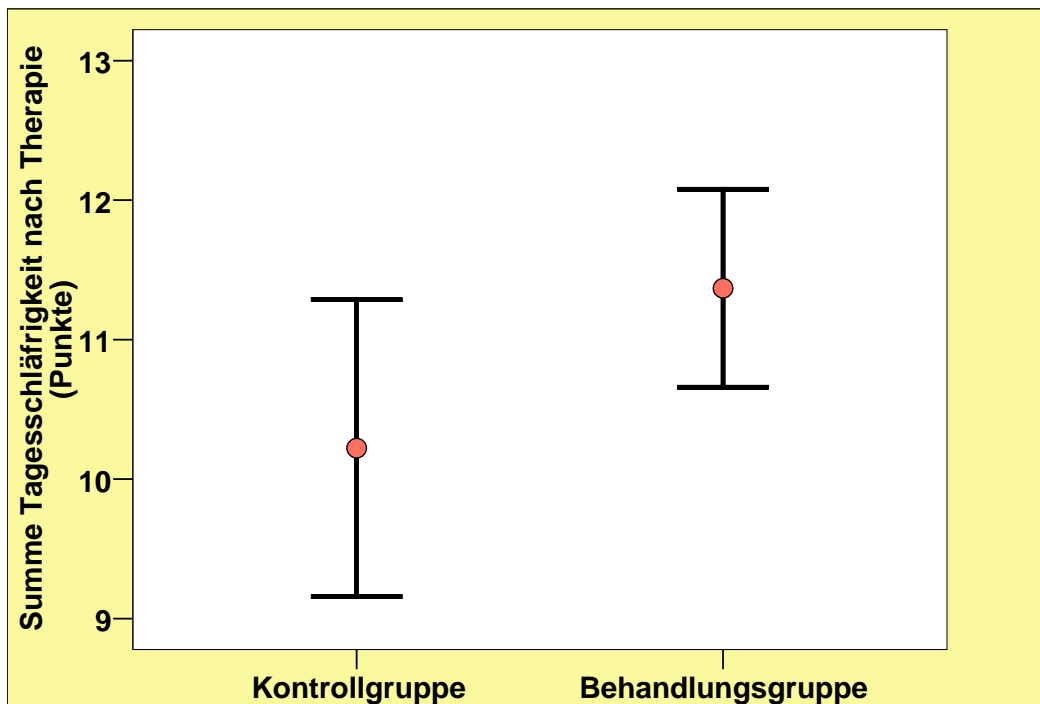 Summe Tagesschläfrigkeit nach Therapie
(Punkte)
13
12
11
10
9
Kontrollgruppe
Behandlungsgruppe